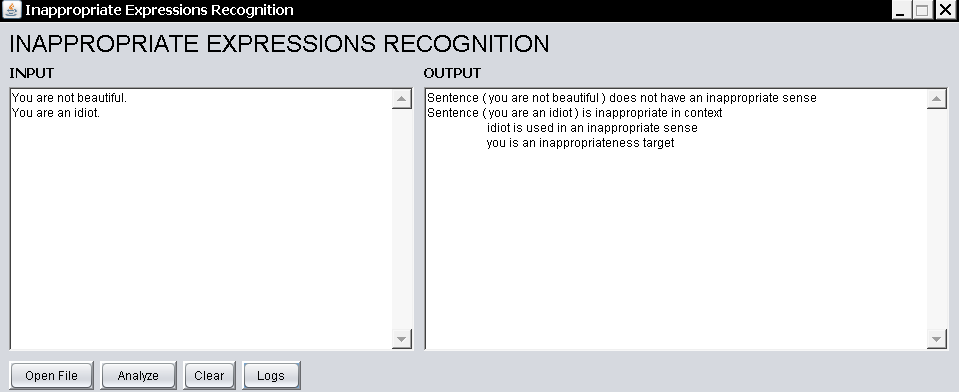 Inappropriate Expressions Recognition
INAPPROPRIATE EXPRESSIONS RECOGNITION
INPUT
You are not beautiful.
You are an idiot.
OUTPUT
Sentence ( you are not beautiful ) does not have an inappropriate sense
Sentence ( you are an idiot ) is inappropriate in context
idiot is used in an inappropriate sense
you is an inappropriateness target
Open File
Analyze
Clear
Logs